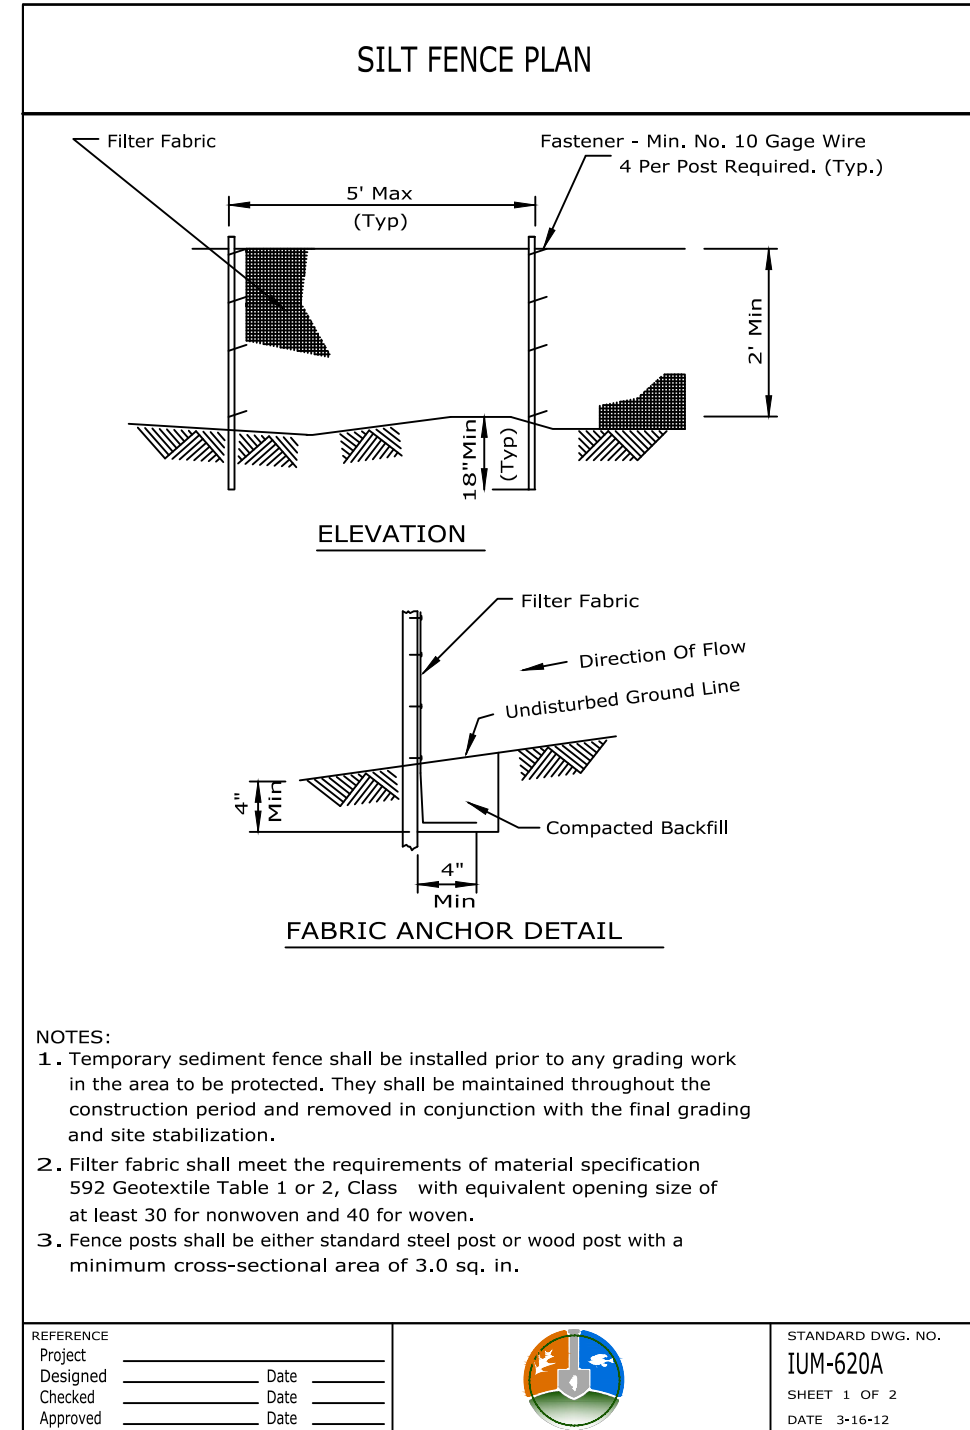 SILT FENCE PLAN
Filter Fabric
Fastener - Min. No. 10 Gage Wire
4 Per Post Required. (Typ.)
5' Max
(Typ)
2' Min
18"Min
(Typ)
ELEVATION
Filter Fabric
Direction Of Flow
Undisturbed Ground Line
4"
Min
Compacted Backfill
4"
Min
FABRIC ANCHOR DETAIL
NOTES:
1. Temporary sediment fence shall be installed prior to any grading work
in the area to be protected. They shall be maintained throughout the
construction period and removed in conjunction with the final grading
and site stabilization.
2. Filter fabric shall meet the requirements of material specification
592 Geotextile Table 1 or 2, Class with equivalent opening size of
at least 30 for nonwoven and 40 for woven.
3. Fence posts shall be either standard steel post or wood post with a
minimum cross-sectional area of 3.0 sq. in.
REFERENCE
Project
Designed Date
Checked Date
Approved Date
STANDARD DWG. NO.
IUM-620A
SHEET 1 OF 2
DATE 3-16-12